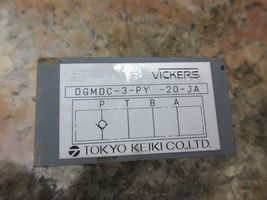 VICKERS
DGMDC-3-PY -20-JA
P T B A
TOKYO KEIKI CO.,LTD.